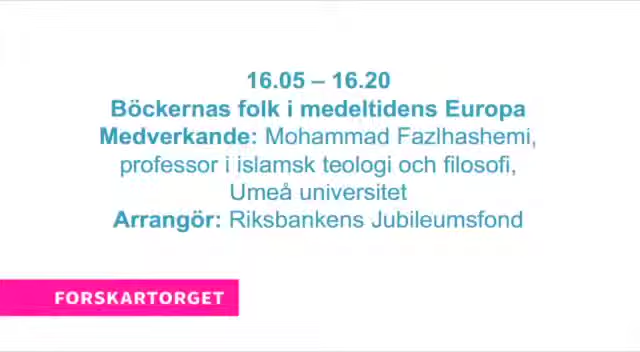 16.05 – 16.20
Böckernas folk i medeltidens Europa
Medverkande: Mohammad Fazlhashemi,
professor i islamsk teologi och filosofi,
Umeå universitet
Arrangör: Riksbankens Jubileumsfond
FORSKARTORGET